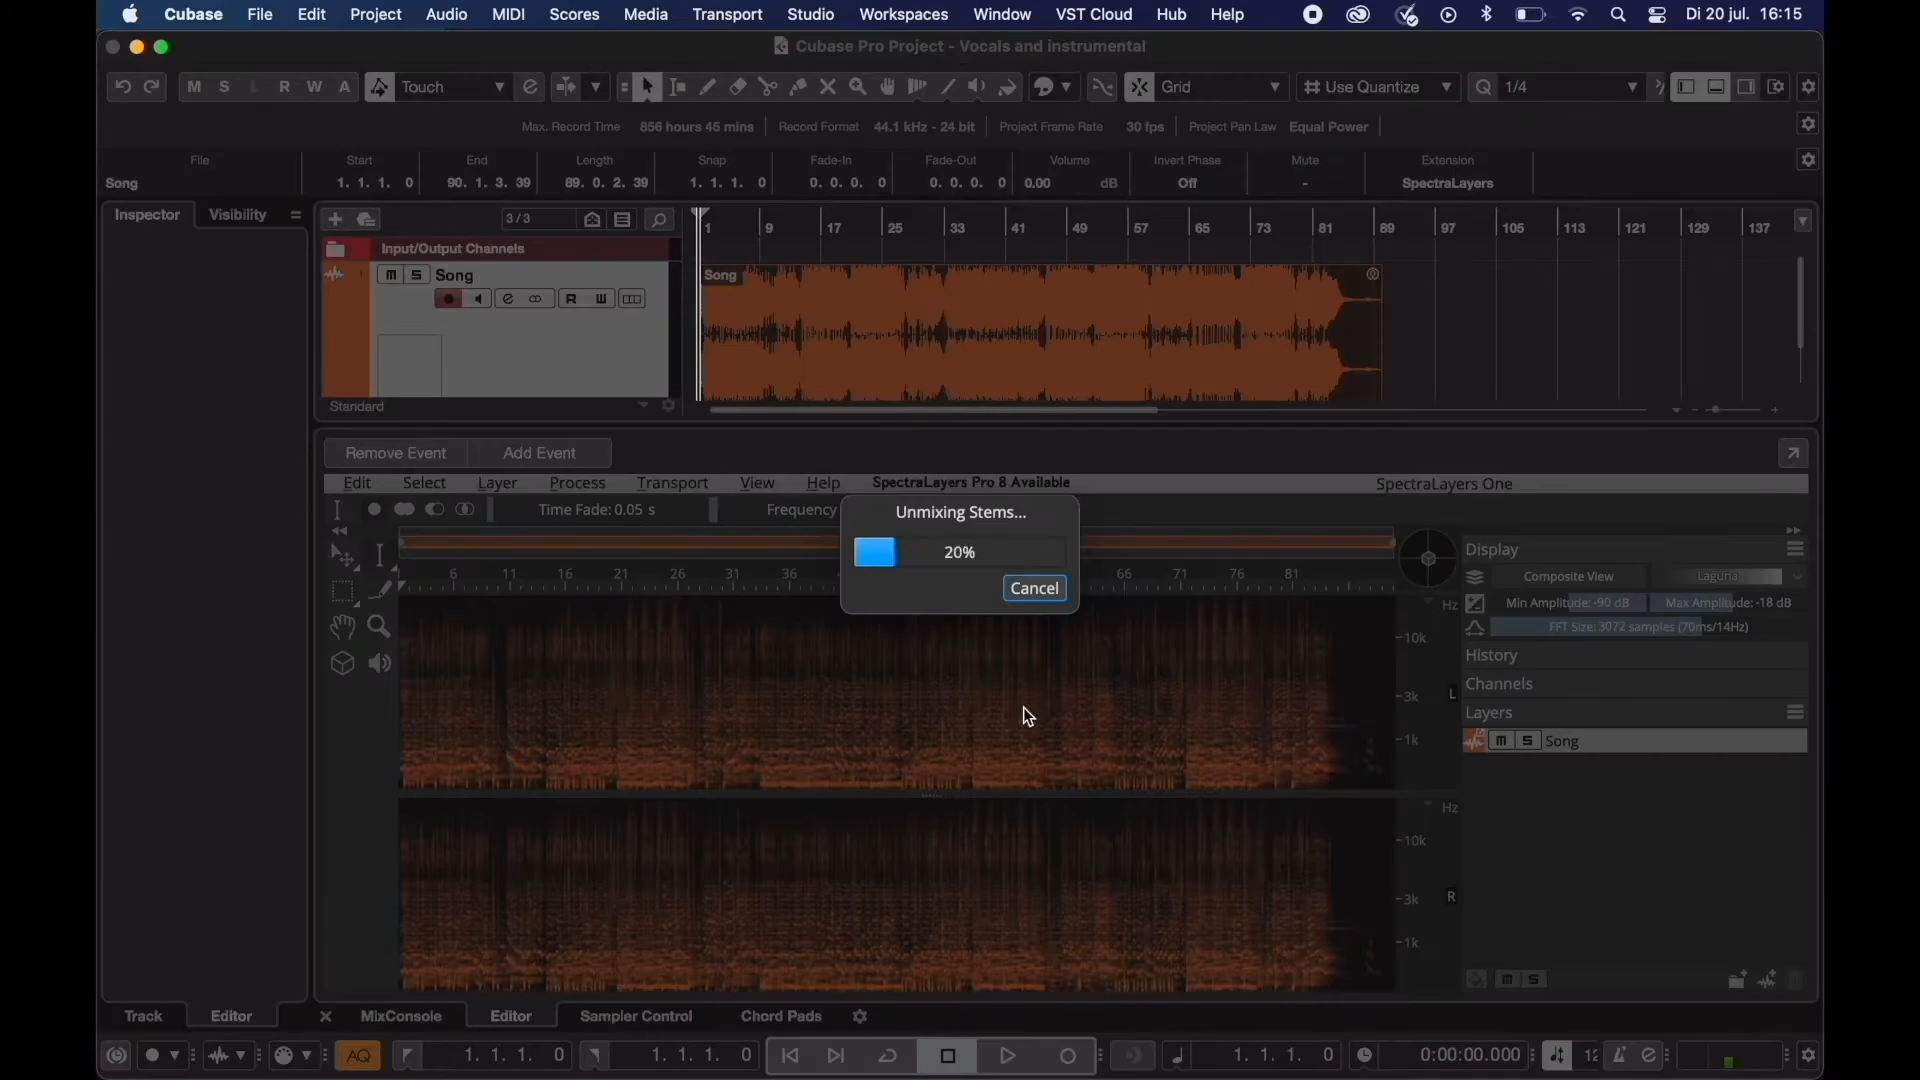 Cubase File Edit Project Audio MIDI Scores Media Transport Studio Workspaces Window VST Cloud Hub Help Di 20 jul. 16:15
Cubase Pro Project - Vocals and instrumental
M S L R W A Touch Grid Use Quantize 1/4
Max. Record Time 856 hours 45 mins Record Format 44.1 kHz - 24 bit Project Frame Rate 30 fps Project Pan Law Equal Power
File Start End Length Snap Fade-In Fade-Out Volume Invert Phase Mute Extension
Song 1. 1. 1. 0 90. 1. 3. 39 89. 0. 2. 39 1. 1. 1. 0 0. 0. 0. 0 0. 0. 0. 0 0.00 dB Off - SpectraLayers
Inspector Visibility 3/3
1 9 17 25 33 41 49 57 65 73 81 89 97 105 113 121 129 137
Input/Output Channels
1 m S Song
Song
R W
Standard
Remove Event Add Event
Edit Select Layer Process Transport View Help SpectraLayers Pro 8 Available SpectraLayers One
Time Fade: 0.05 s Frequency
Unmixing Stems...
20%
Cancel
6 11 16 21 26 31 36 66 71 76 81
Display
Composite View Laguna
Min Amplitude: -90 dB Max Amplitude: -18 dB
FFT Size: 3072 samples (70ms/14Hz)
History
Channels
Layers
m S Song
Hz
10k
3k L
1k
Hz
10k
3k R
1k
m S
Track Editor MixConsole Editor Sampler Control Chord Pads
AQ 1. 1. 1. 0 1. 1. 1. 0 1. 1. 1. 0 0:00:00.000